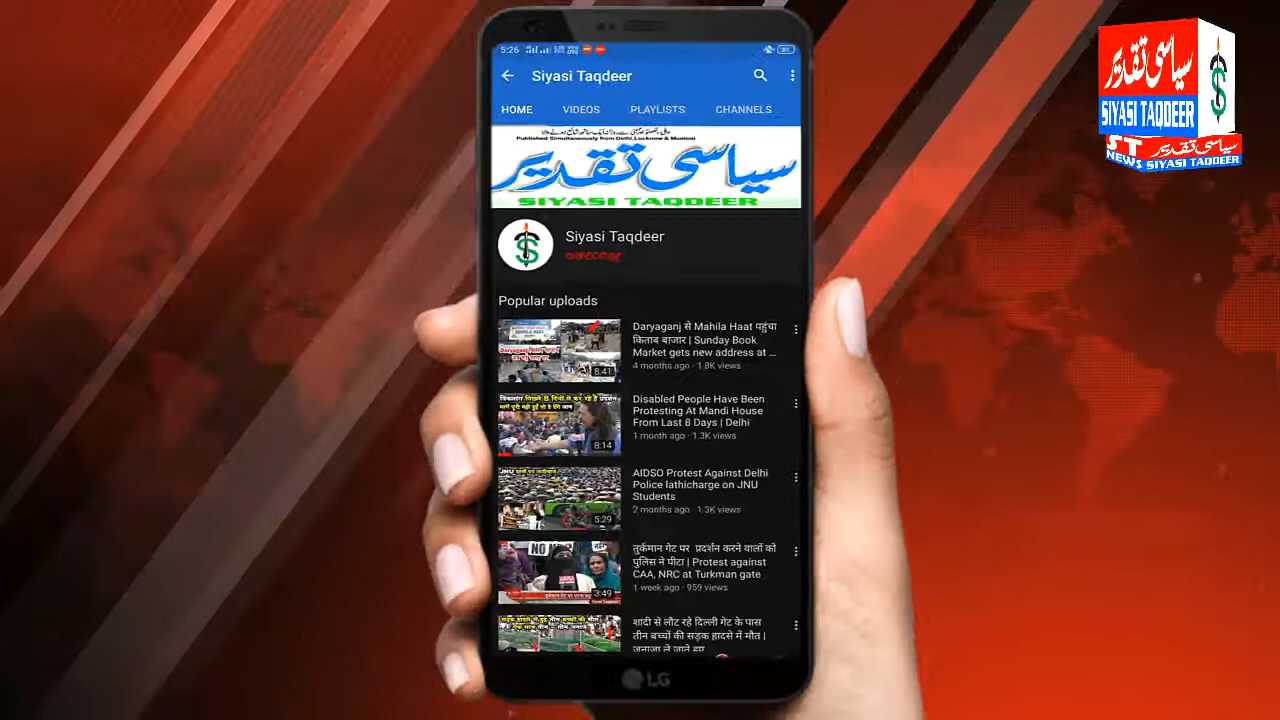 5:26
Siyasi Taqdeer
HOME VIDEOS PLAYLISTS CHANNELS
Published Simultaneously from Delhi, Lucknow & Mumbai
سیاسی تقدیر
SIYASI TAQDEER
Siyasi Taqdeer
Popular uploads
Daryaganj से Mahila Haat पहुंचा
किताब बाजार | Sunday Book
Market gets new address at ...
4 months ago · 1.8K views
8:41
Disabled People Have Been
Protesting At Mandi House
From Last 8 Days | Delhi
1 month ago · 1.3K views
8:14
AIDSO Protest Against Delhi
Police lathicharge on JNU
Students
2 months ago · 1.3K views
5:29
तुर्कमान गेट पर प्रदर्शन करने वालों को
पुलिस ने पीटा | Protest against
CAA, NRC at Turkman gate
1 week ago · 959 views
3:49
शादी से लौट रहे दिल्ली गेट के पास
तीन बच्चों की सड़क हादसे में मौत |
जनाजा ले जाते हुए
LG
سیاسی تقدیر
SIYASI TAQDEER
ST سیاسی تقدیر
NEWS SIYASI TAQDEER